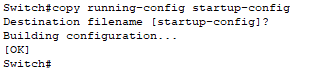 Switch#copy running-config startup-config
Destination filename [startup-config]?
Building configuration...
[OK]
Switch#